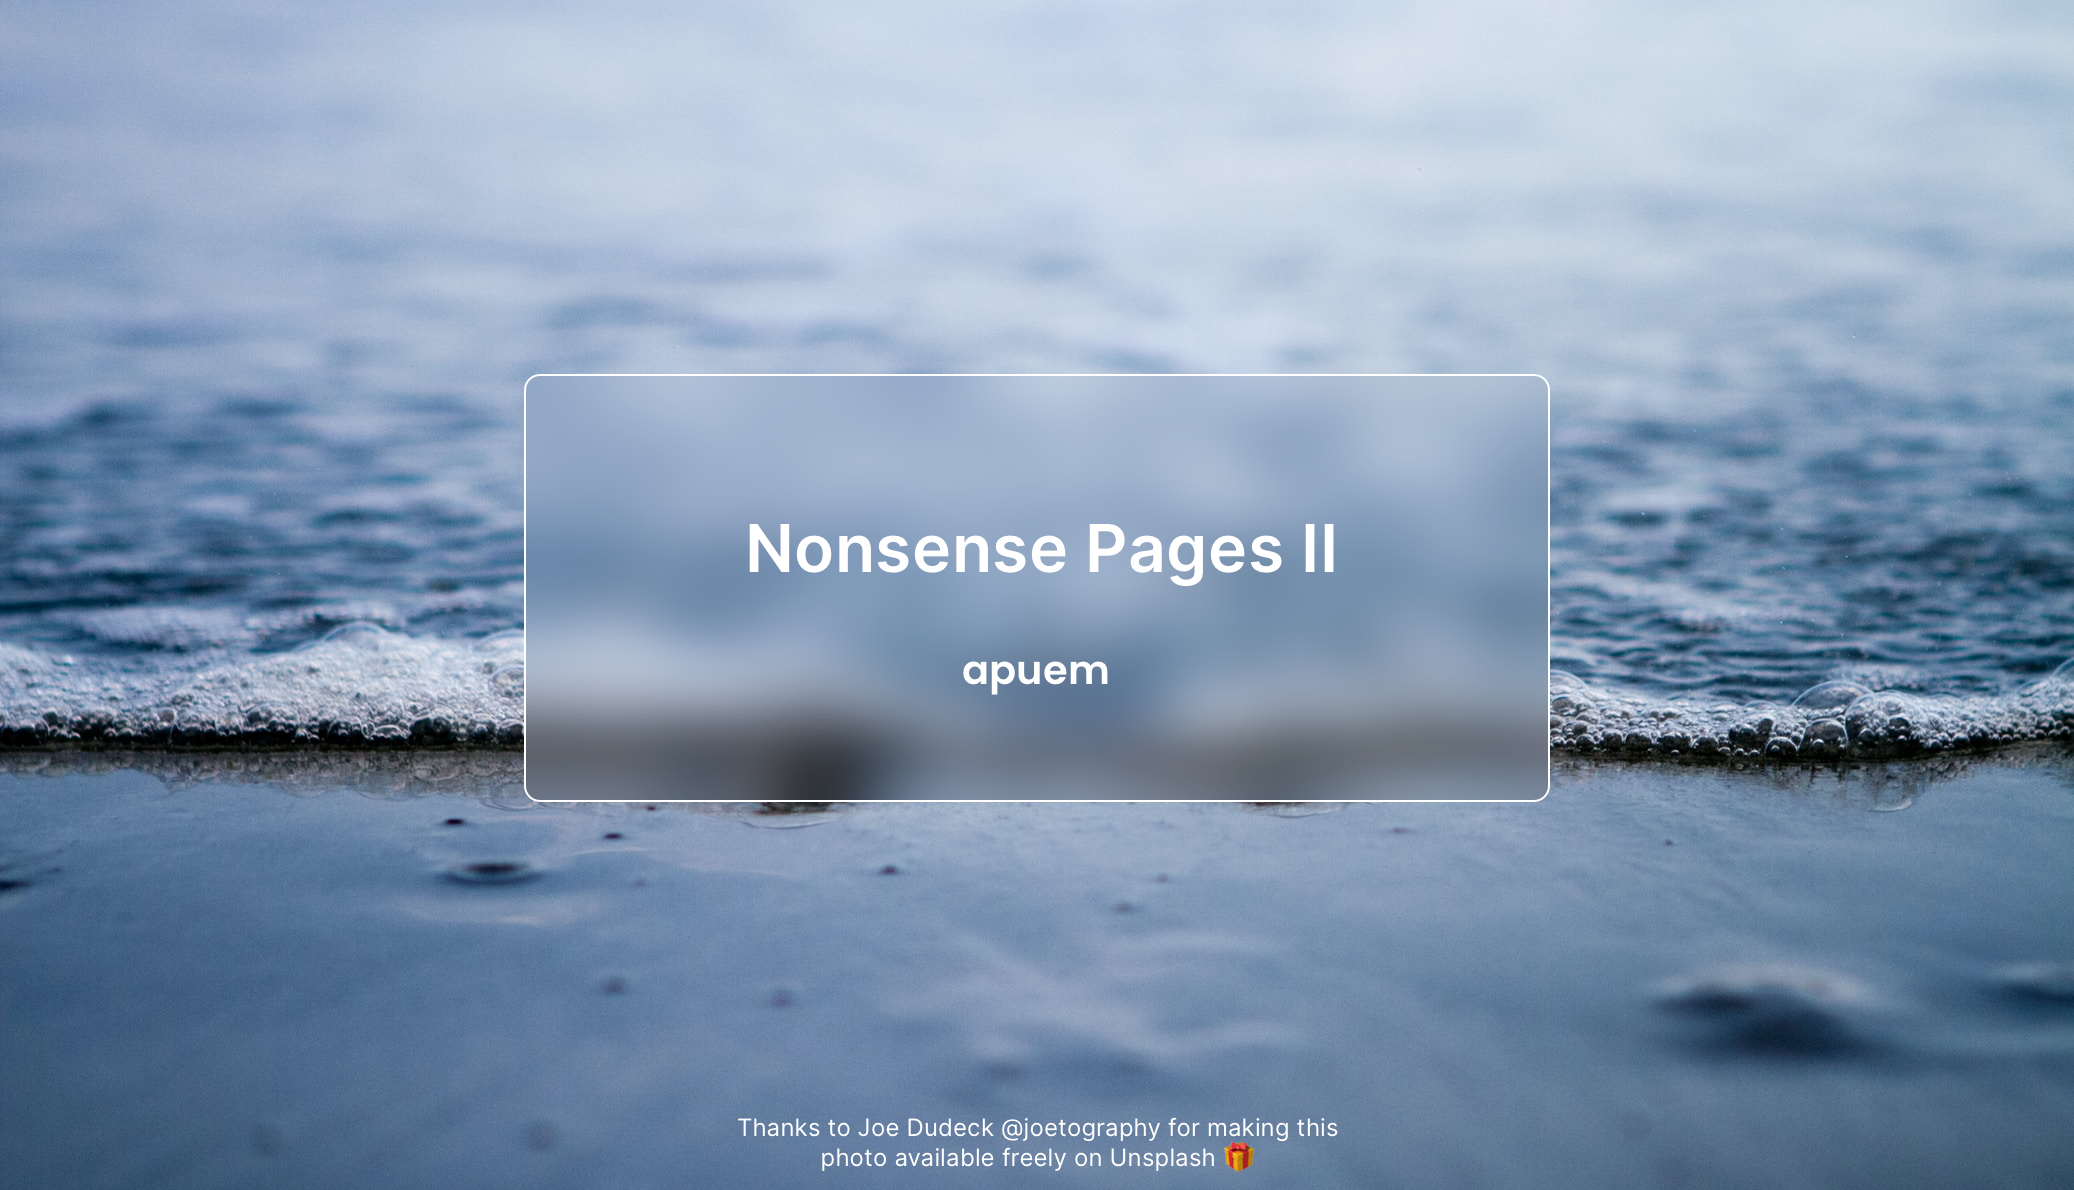 Nonsense Pages II
apuem
Thanks to Joe Dudeck @joetography for making this
photo available freely on Unsplash 🎁